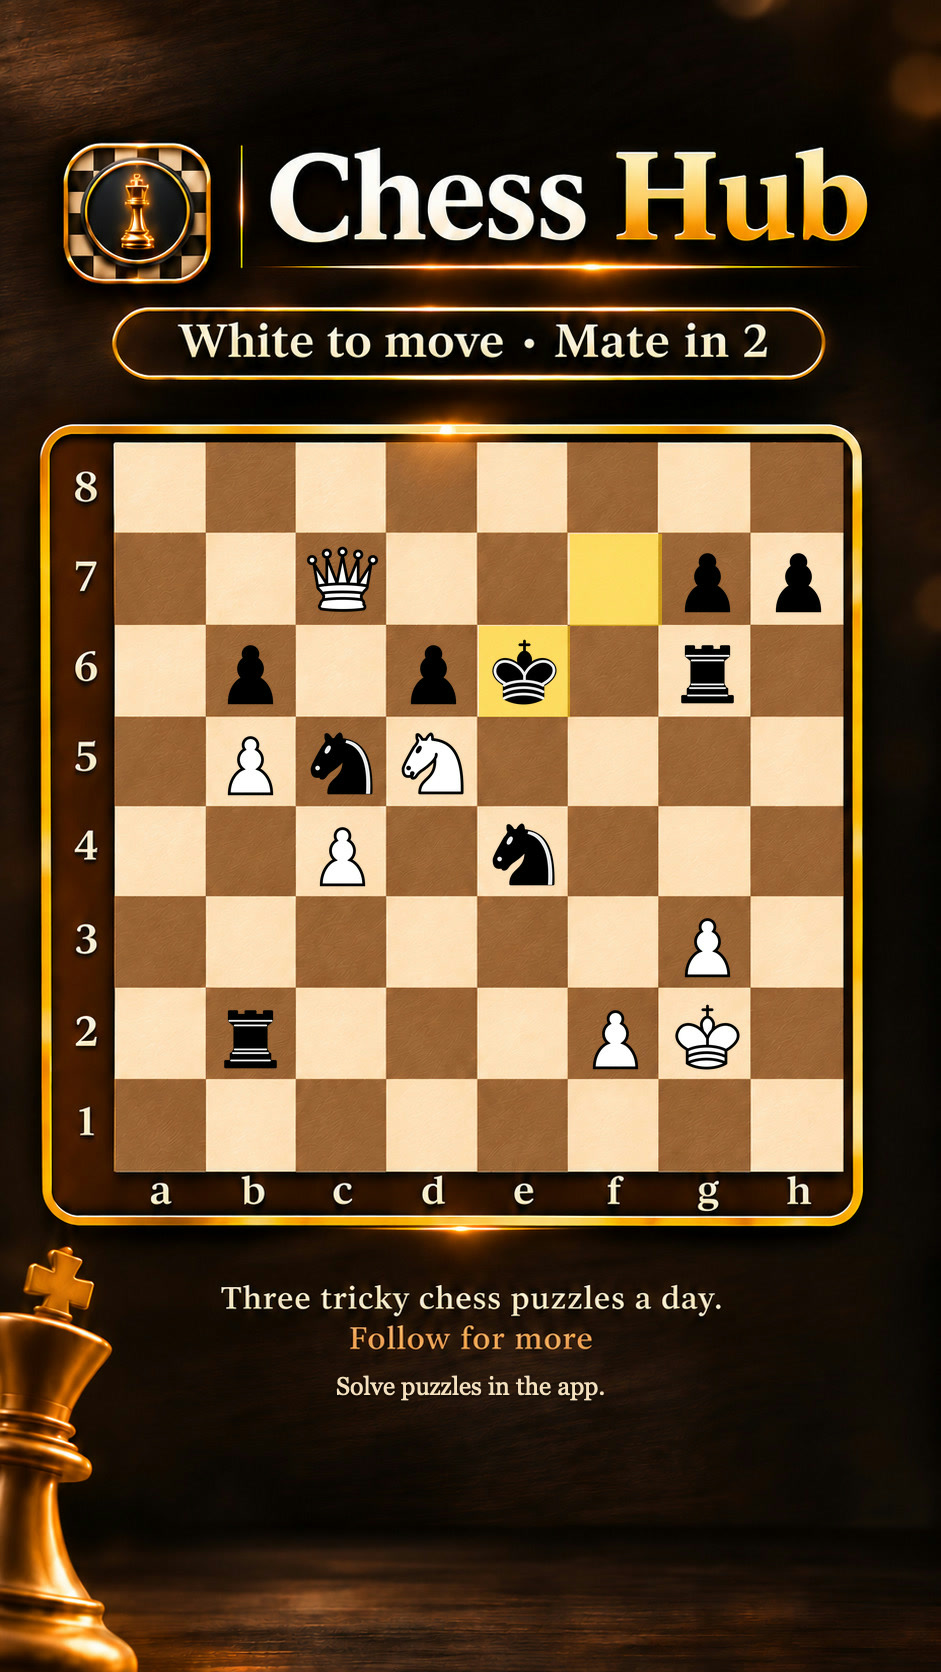 Chess Hub
White to move • Mate in 2
8
7
6
5
4
3
2
1
a b c d e f g h
Three tricky chess puzzles a day.
Follow for more
Solve puzzles in the app.